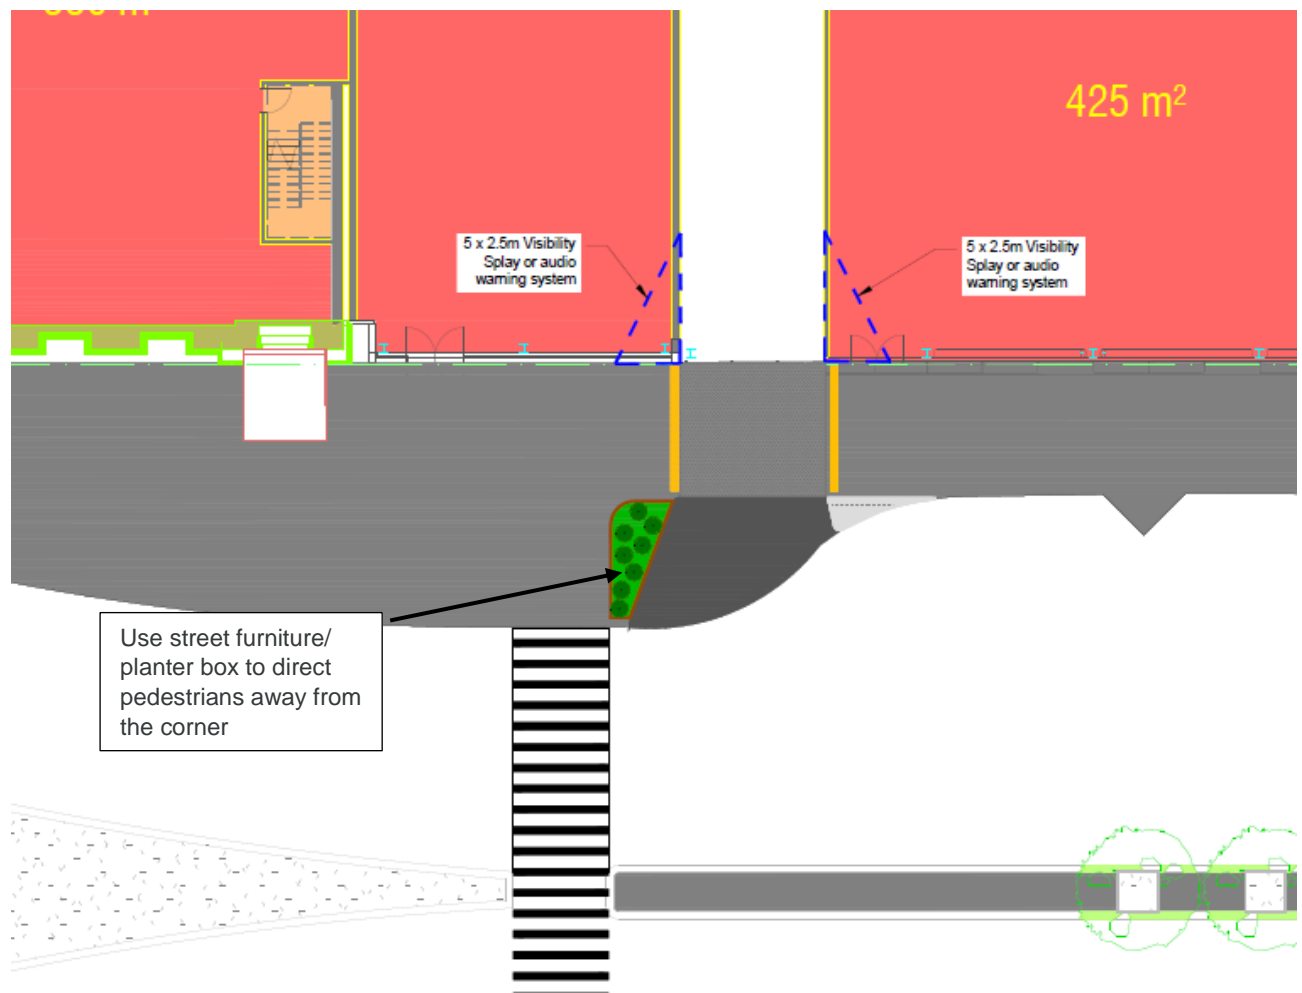 425 m²
5 x 2.5m Visibility
Splay or audio
warning system
5 x 2.5m Visibility
Splay or audio
warning system
Use street furniture/
planter box to direct
pedestrians away from
the corner